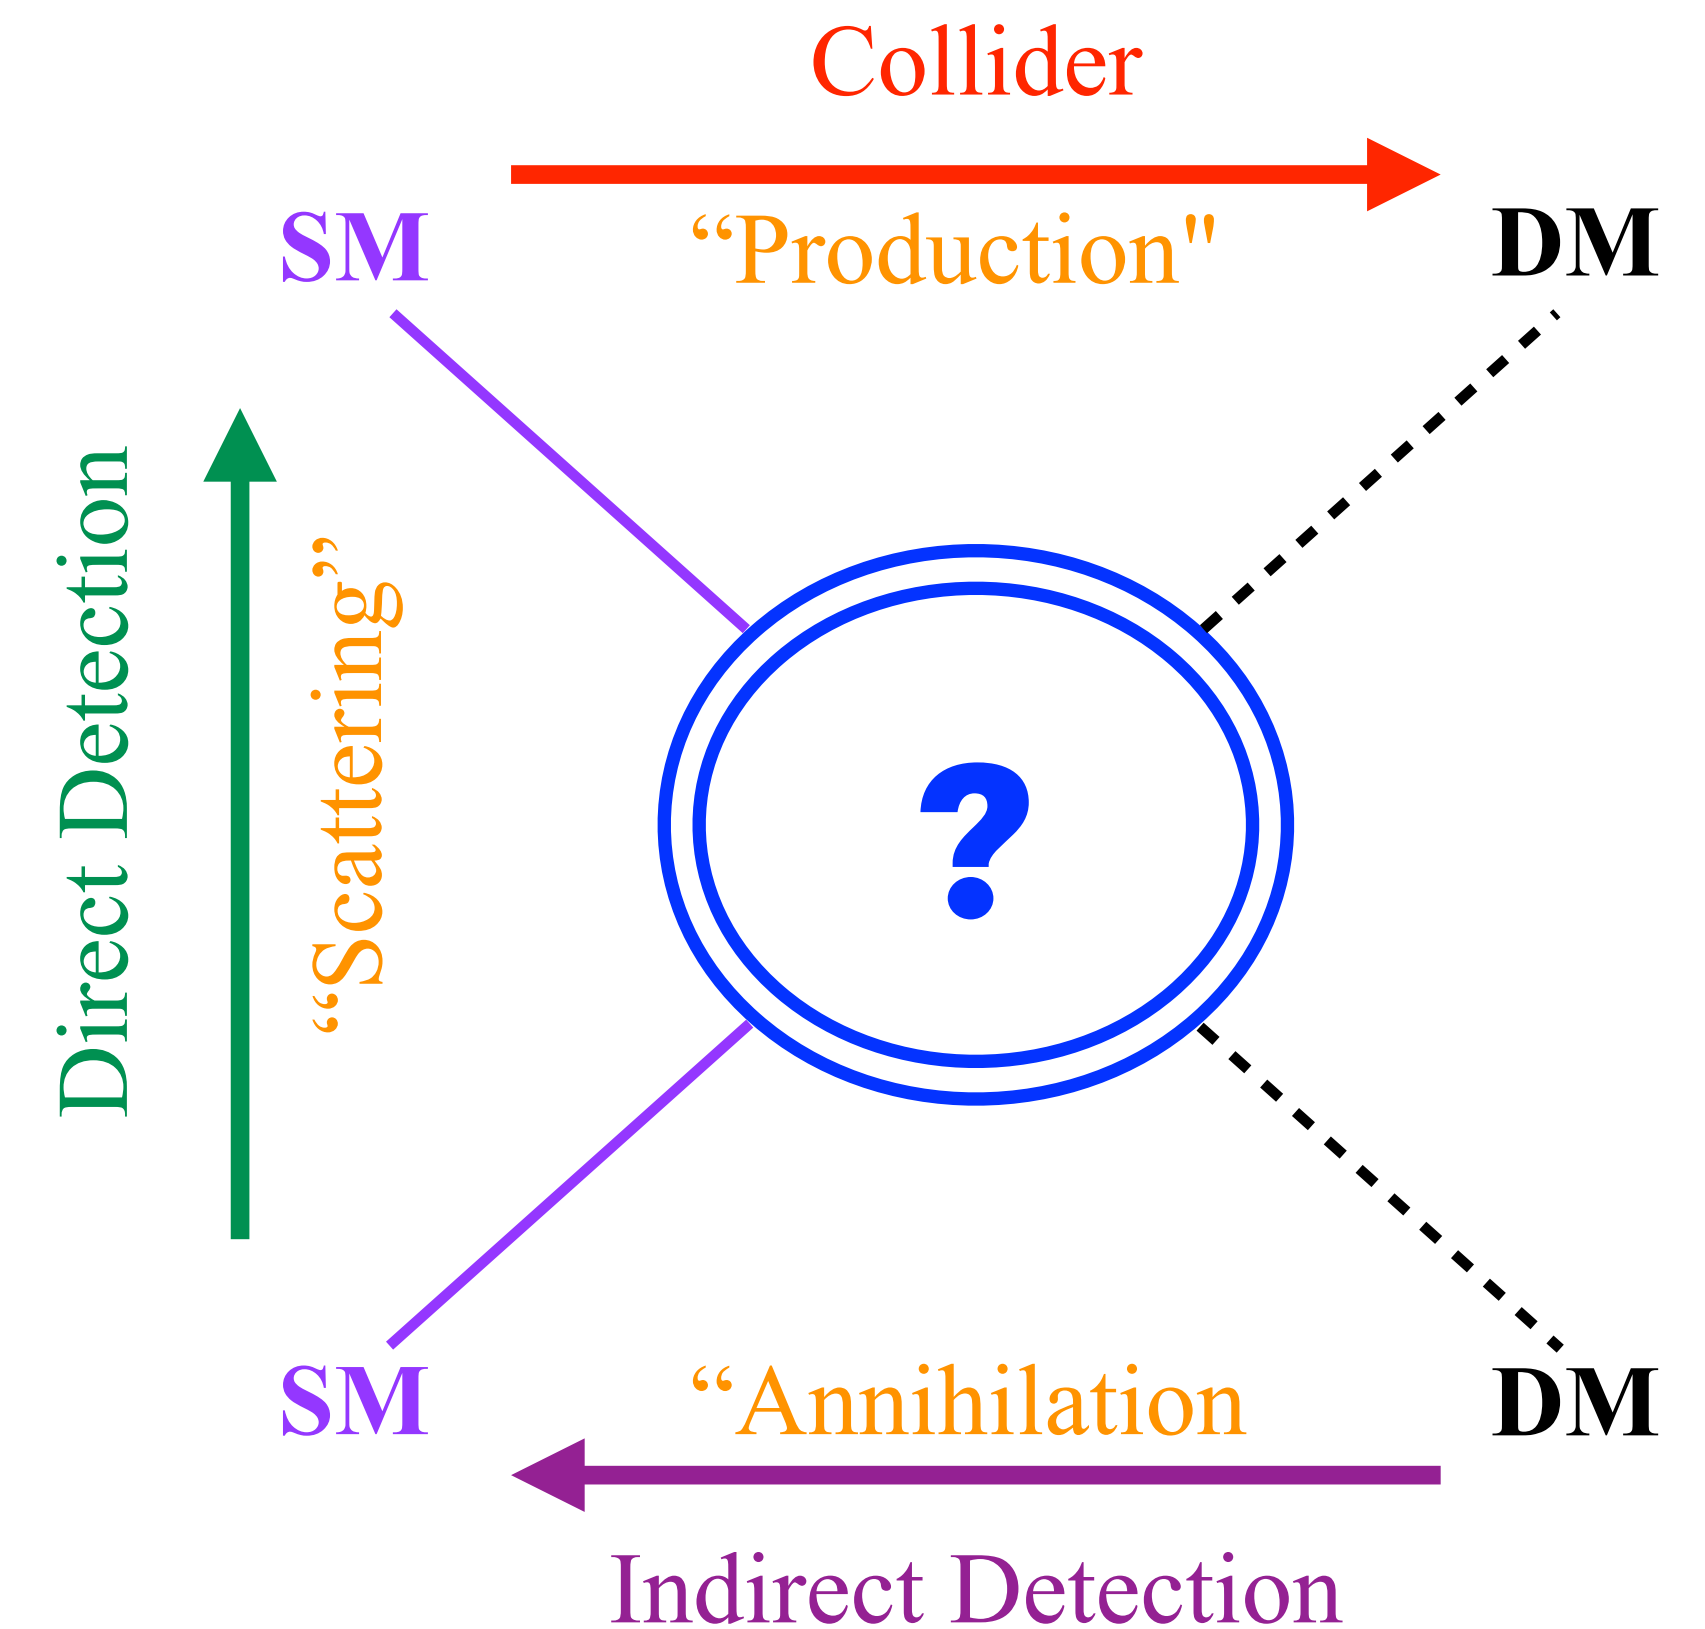 Collider
“Production"
SM
DM
Direct Detection
“Scattering”
?
SM
“Annihilation
DM
Indirect Detection